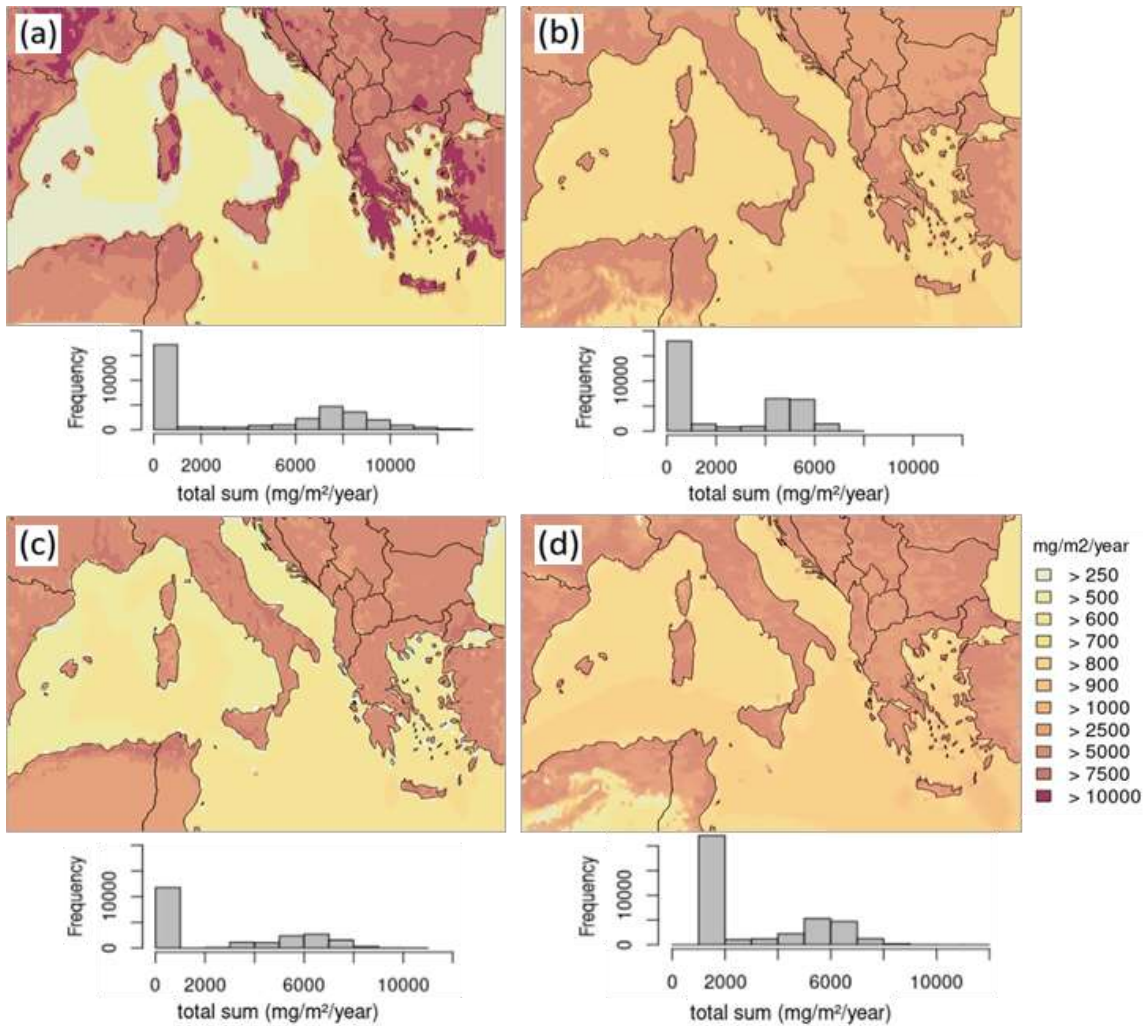 (a)
(b)
Frequency
0 10000
0 2000 6000 10000
total sum (mg/m²/year)
Frequency
0 10000
0 2000 6000 10000
total sum (mg/m²/year)
(c)
(d)
mg/m2/year
> 250
> 500
> 600
> 700
> 800
> 900
> 1000
> 2500
> 5000
> 7500
> 10000
Frequency
0 10000
0 2000 6000 10000
total sum (mg/m²/year)
Frequency
0 10000
0 2000 6000 10000
total sum (mg/m²/year)